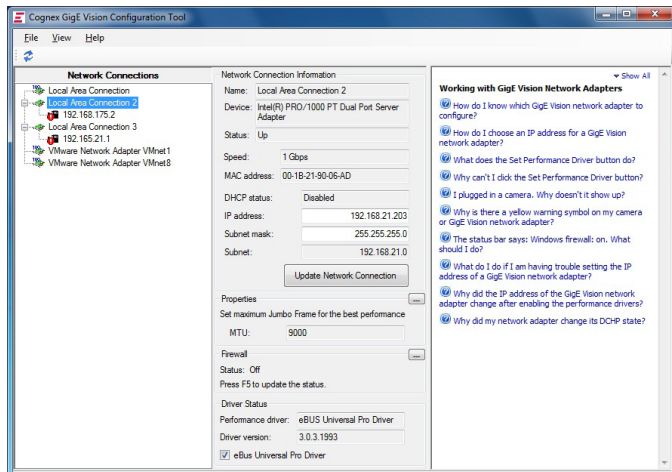 Cognex GigE Vision Configuration Tool
File View Help
Network Connections
Local Area Connection
Local Area Connection 2
192.168.175.2
Local Area Connection 3
192.165.21.1
VMware Network Adapter VMnet1
VMware Network Adapter VMnet8
Network Connection Information
Name: Local Area Connection 2
Device: Intel(R) PRO/1000 PT Dual Port Server
Adapter
Status: Up
Speed: 1 Gbps
MAC address: 00-1B-21-90-06-AD
DHCP status: Disabled
IP address: 192.168.21.203
Subnet mask: 255.255.255.0
Subnet: 192.168.21.0
Update Network Connection
Properties ...
Set maximum Jumbo Frame for the best performance
MTU: 9000
Firewall ...
Status: Off
Press F5 to update the status.
Driver Status
Performance driver: eBUS Universal Pro Driver
Driver version: 3.0.3.1993
eBus Universal Pro Driver
Show All
Working with GigE Vision Network Adapters
How do I know which GigE Vision network adapter to
configure?
How do I choose an IP address for a GigE Vision
network adapter?
What does the Set Performance Driver button do?
Why can't I click the Set Performance Driver button?
I plugged in a camera. Why doesn't it show up?
Why is there a yellow warning symbol on my camera
or GigE Vision network adapter?
The status bar says: Windows firewall: on. What
should I do?
What do I do if I am having trouble setting the IP
address of a GigE Vision network adapter?
Why did the IP address of the GigE Vision network
adapter change after enabling the performance drivers?
Why did my network adapter change its DCHP state?